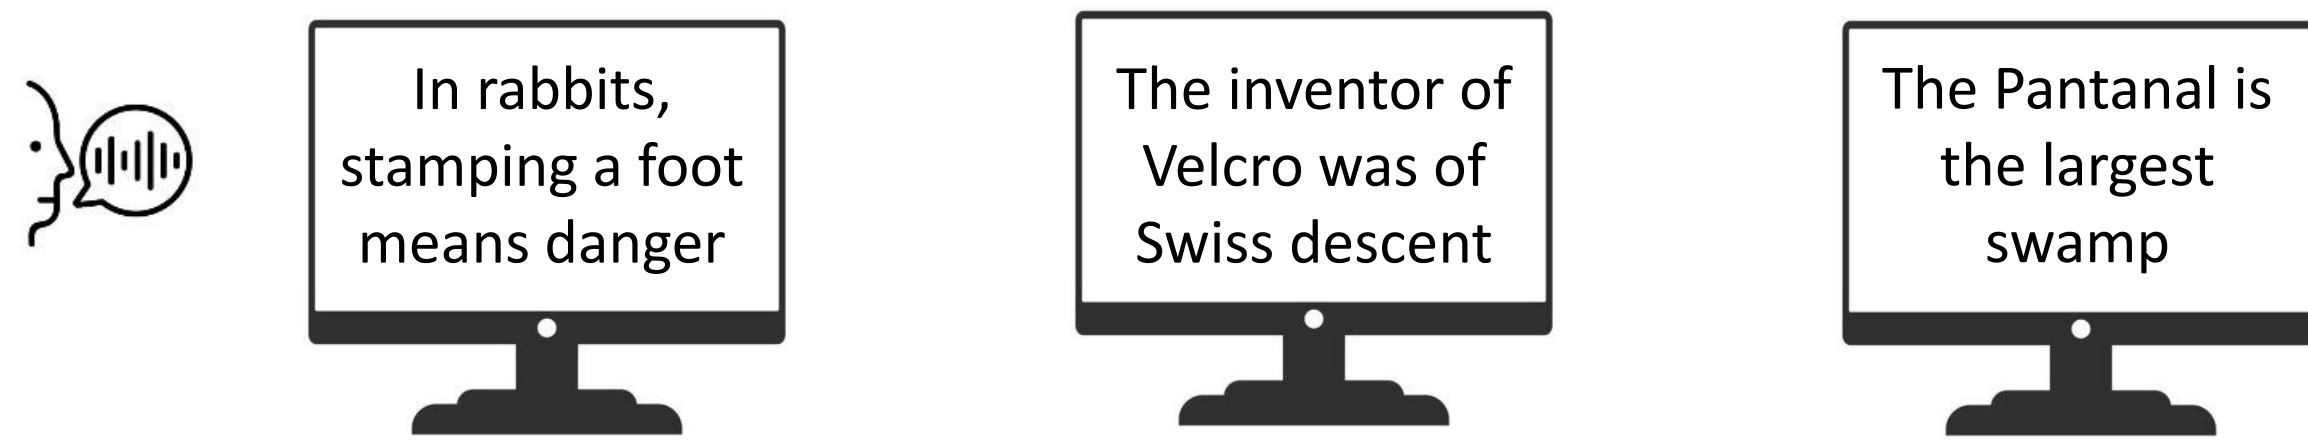 In rabbits,
stamping a foot
means danger
The inventor of
Velcro was of
Swiss descent
The Pantanal is
the largest
swamp